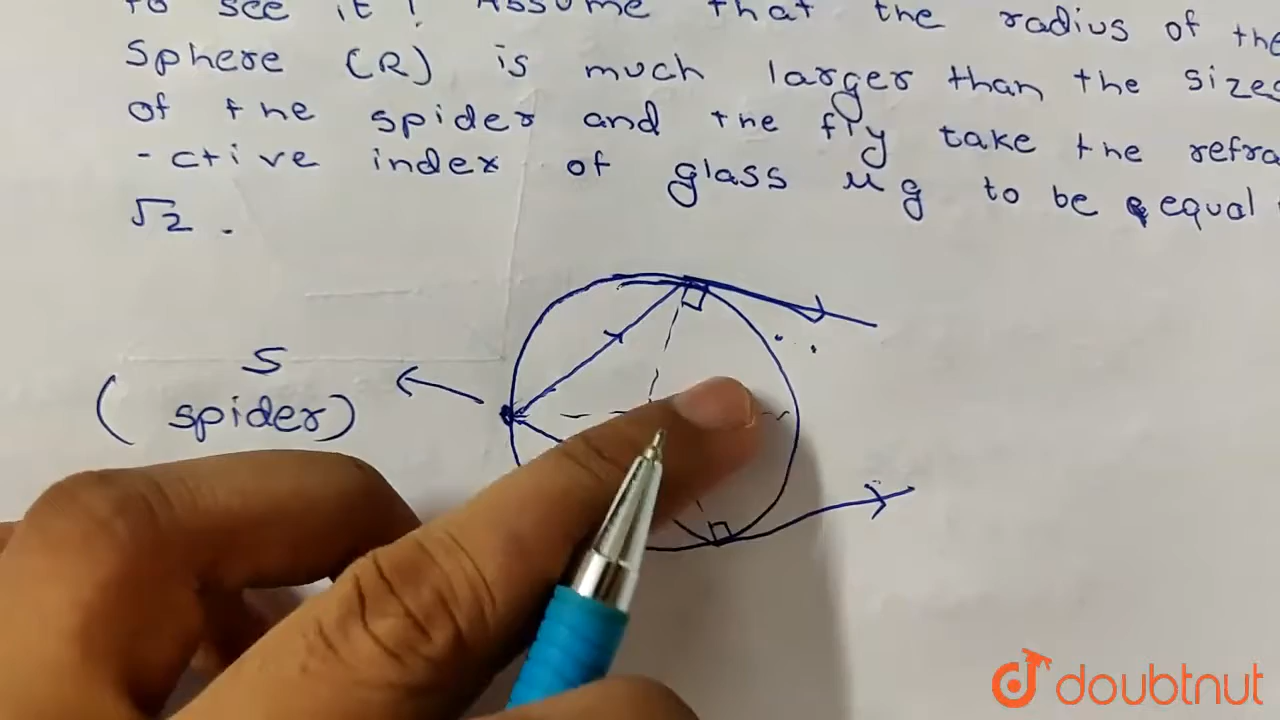 to see it! Assume that the radius of the
Sphere (R) is much larger than the sizes
of the spider and the fly take the refra
-ctive index of glass μg to be equal
√2 .
S
(spider)
doubtnut